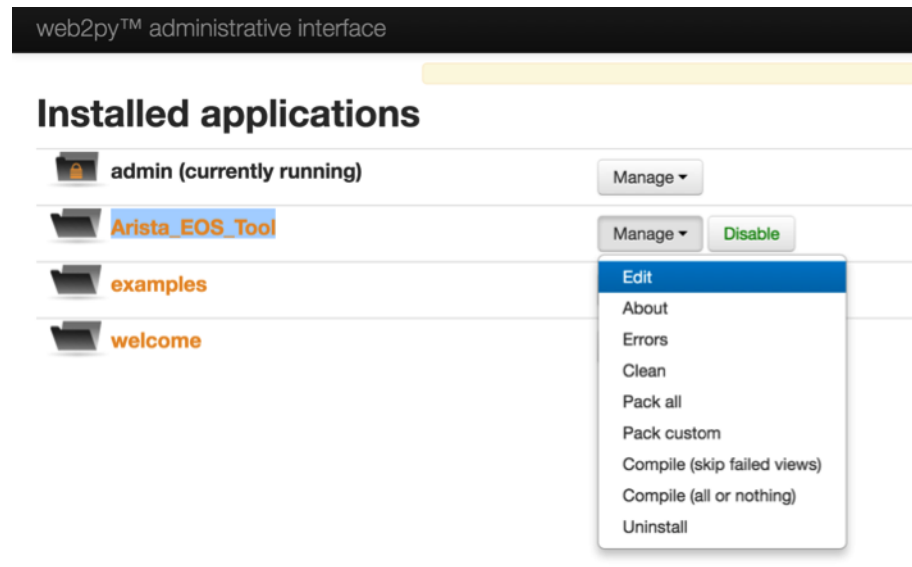 web2py™ administrative interface
Installed applications
admin (currently running)
Manage
Arista_EOS_Tool
Manage
Disable
examples
welcome
Edit
About
Errors
Clean
Pack all
Pack custom
Compile (skip failed views)
Compile (all or nothing)
Uninstall